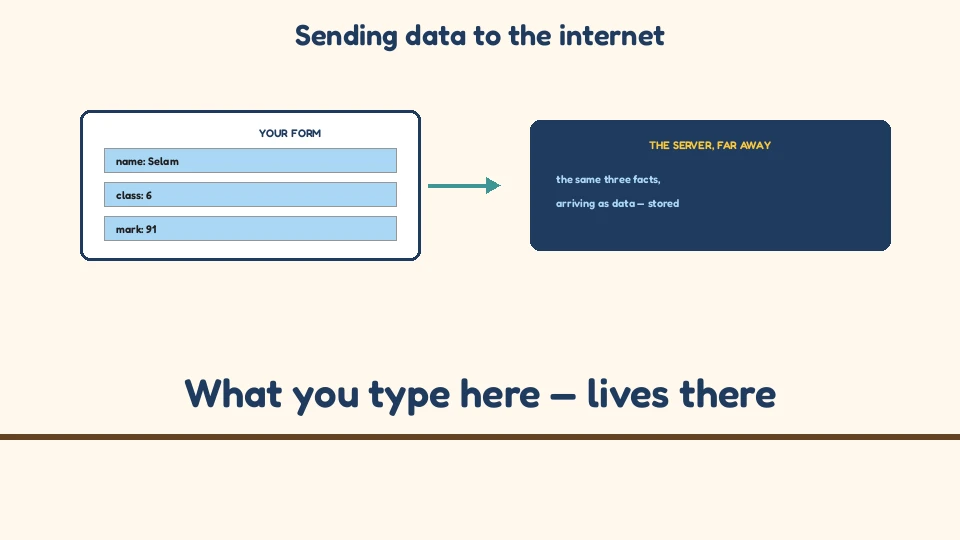 Sending data to the internet
YOUR FORM
name: Selam
class: 6
mark: 91
THE SERVER, FAR AWAY
the same three facts,
arriving as data — stored
What you type here — lives there